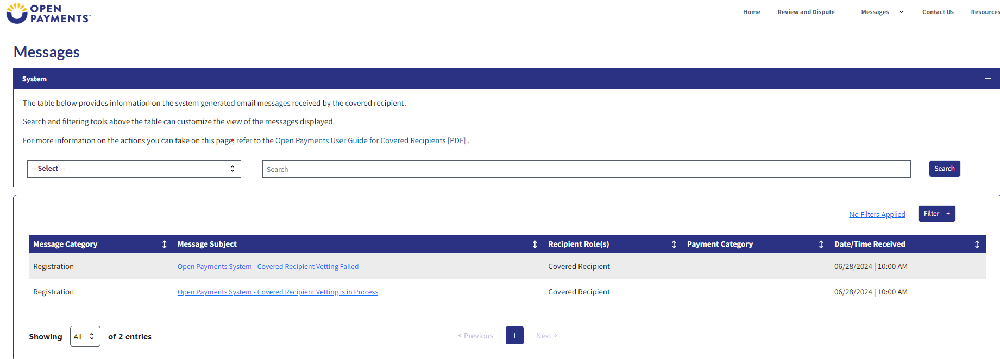 OPEN
PAYMENTS™
Home Review and Dispute Messages Contact Us Resources
Messages
System
The table below provides information on the system generated email messages received by the covered recipient.
Search and filtering tools above the table can customize the view of the messages displayed.
For more information on the actions you can take on this page, refer to the Open Payments User Guide for Covered Recipients [PDF] .
-- Select -- Search Search
No Filters Applied Filter +
Message Category Message Subject Recipient Role(s) Payment Category Date/Time Received
Registration Open Payments System - Covered Recipient Vetting Failed Covered Recipient 06/28/2024 | 10:00 AM
Registration Open Payments System - Covered Recipient Vetting is in Process Covered Recipient 06/28/2024 | 10:00 AM
Showing All of 2 entries ‹ Previous 1 Next ›